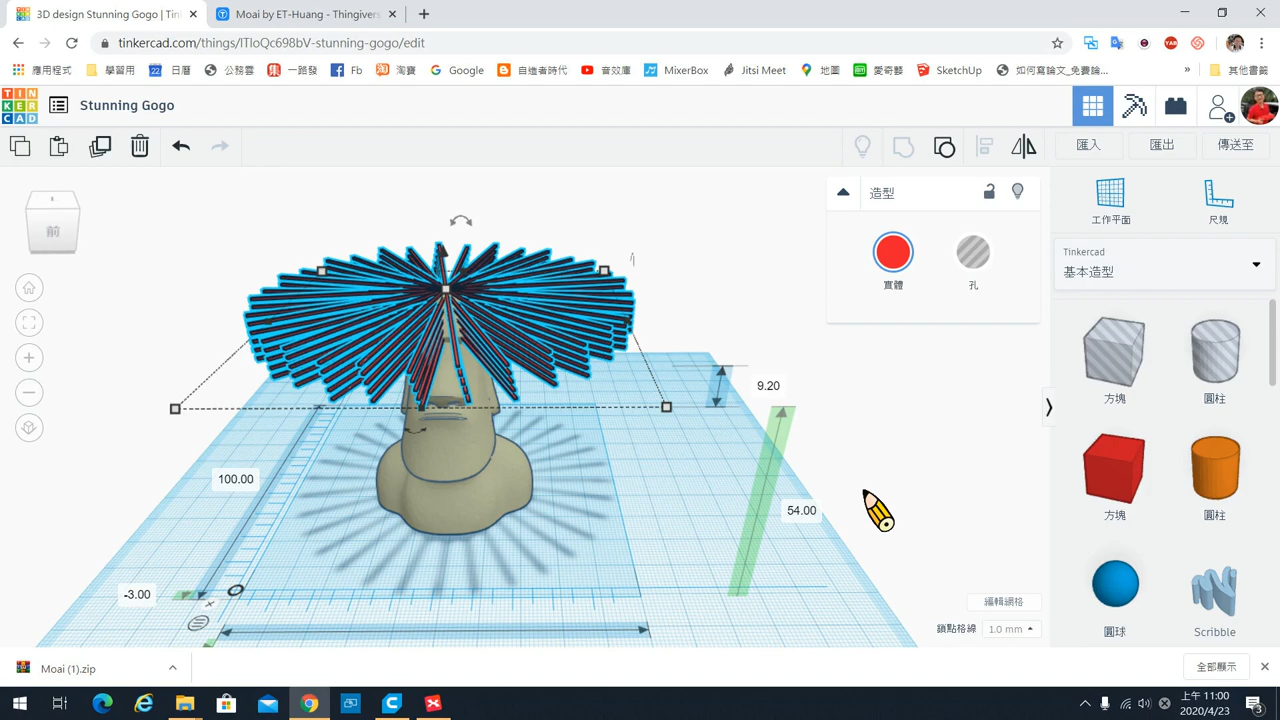 3D design Stunning Gogo | Tin
Moai by ET-Huang - Thingivers
tinkercad.com/things/lTloQc698bV-stunning-gogo/edit
應用程式
學習用
22 日曆
公務雲
集 一路發
Fb
淘寶
Google
自造者時代
音效庫
MixerBox
Jitsi Meet
地圖
愛奇藝
SketchUp
如何寫論文_免費論...
»
其他書籤
TIN
KER
CAD
Stunning Gogo
匯入
匯出
傳送至
前
造型
實體
孔
工作平面
尺規
Tinkercad
基本造型
方塊
圓柱
方塊
圓柱
圓球
Scribble
9.20
100.00
54.00
-3.00
編輯網格
鎖點格線
1.0 mm
Moai (1).zip
全部顯示
上午 11:00
2020/4/23
3